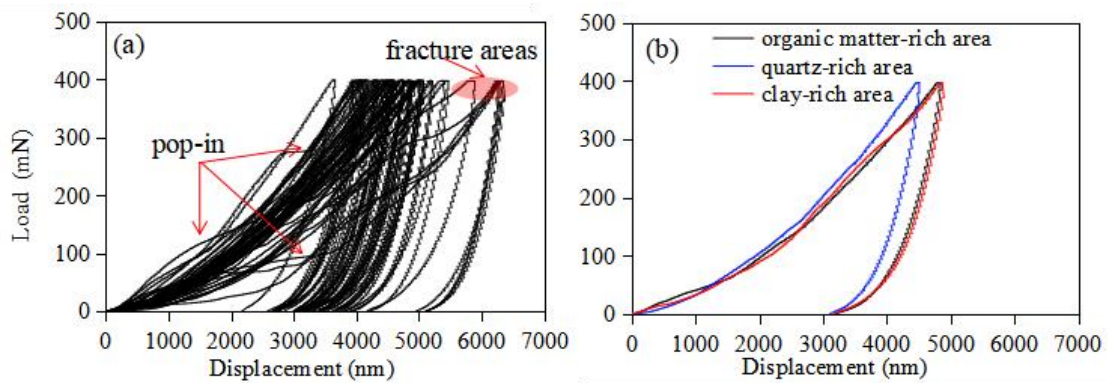 (a)
fracture areas
pop-in
Load (mN)
500
400
300
200
100
0
0 1000 2000 3000 4000 5000 6000 7000
Displacement (nm)
(b)
organic matter-rich area
quartz-rich area
clay-rich area
500
400
300
200
100
0
0 1000 2000 3000 4000 5000 6000 7000
Displacement (nm)